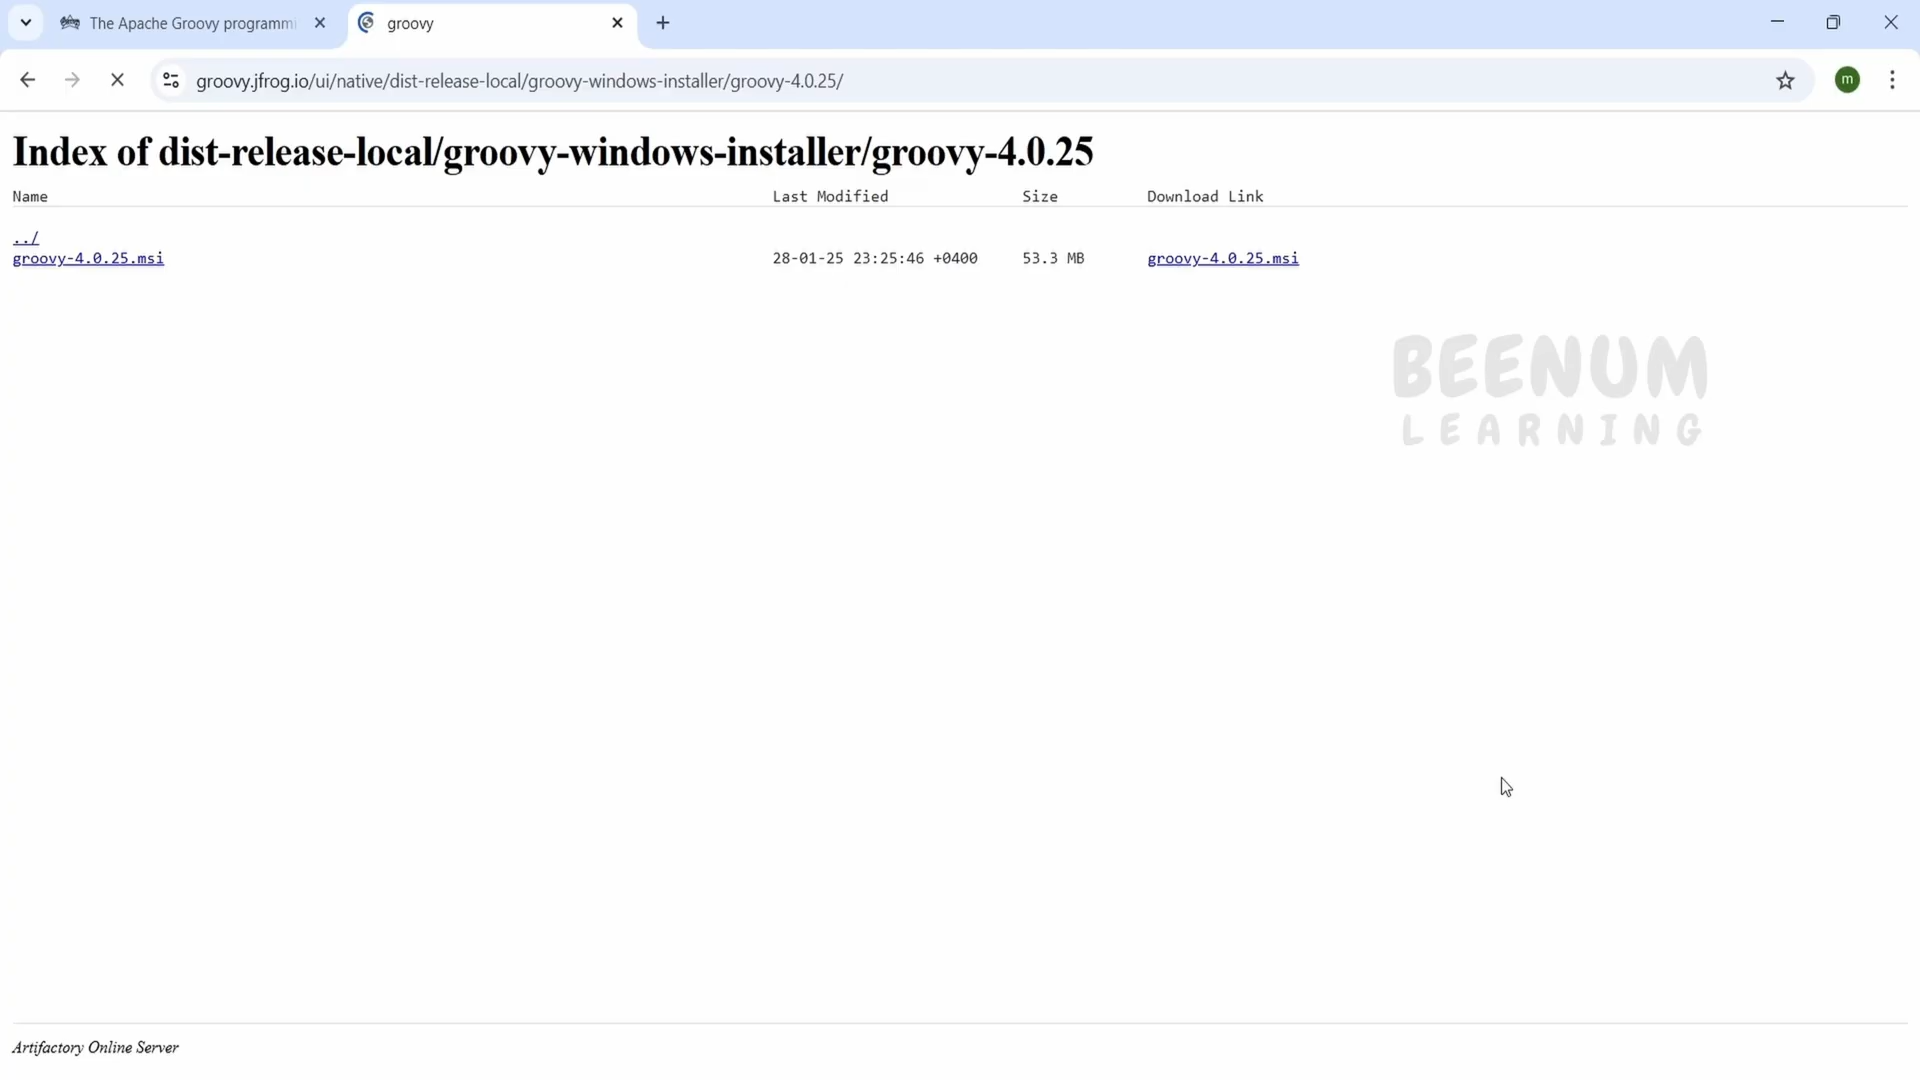 The Apache Groovy programmi
groovy
groovy.jfrog.io/ui/native/dist-release-local/groovy-windows-installer/groovy-4.0.25/
m
Index of dist-release-local/groovy-windows-installer/groovy-4.0.25
Name Last Modified Size Download Link
../
groovy-4.0.25.msi 28-01-25 23:25:46 +0400 53.3 MB groovy-4.0.25.msi
BEENUM
LEARNING
Artifactory Online Server